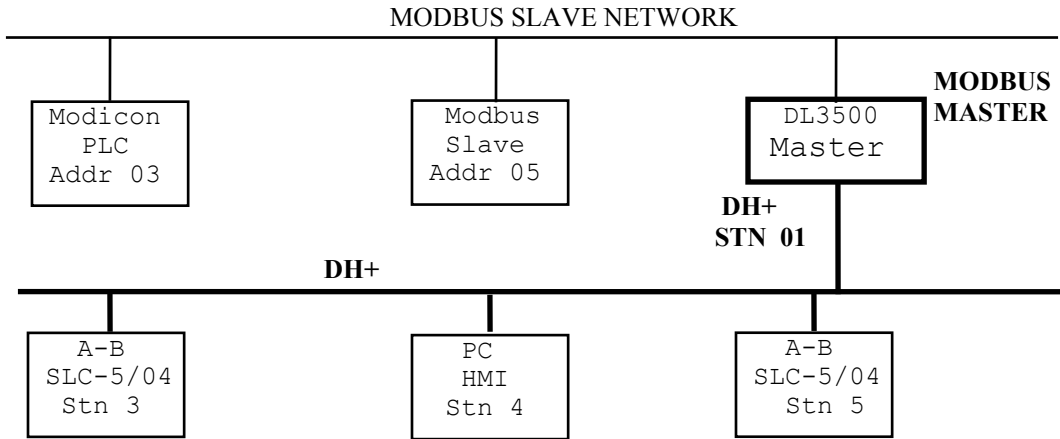 MODBUS SLAVE NETWORK
Modicon
PLC
Addr 03
Modbus
Slave
Addr 05
DL3500
Master
MODBUS
MASTER
DH+
STN 01
DH+
A-B
SLC-5/04
Stn 3
PC
HMI
Stn 4
A-B
SLC-5/04
Stn 5